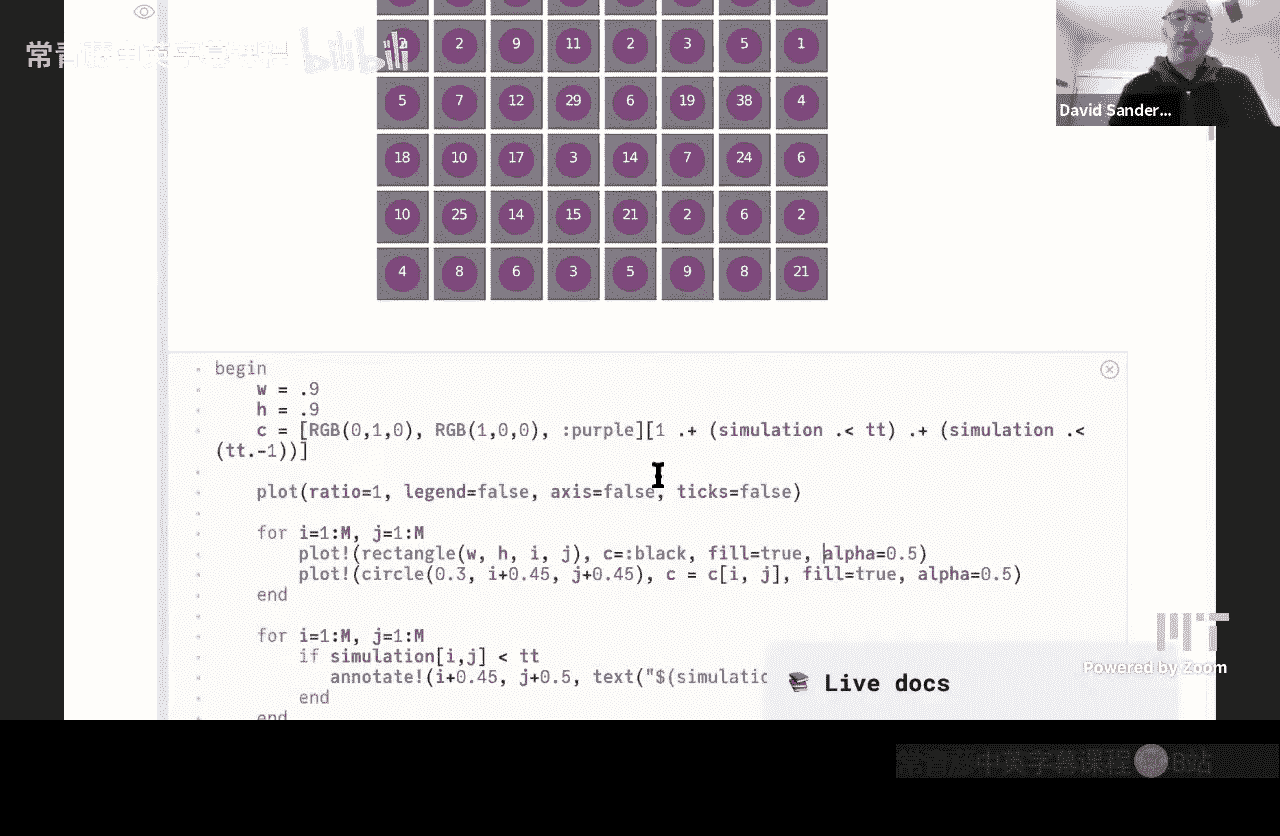 2 9 11 2 3 5 1
5 7 12 29 6 19 38 4
18 10 17 3 14 7 24 6
10 25 14 15 21 2 6 2
4 8 6 3 5 9 8 21
David Sander...
bilibili
begin
w = .9
h = .9
c = [RGB(0,1,0), RGB(1,0,0), :purple][1 .+ (simulation .< tt) .+ (simulation .<
(tt.-1))]
plot(ratio=1, legend=false, axis=false, ticks=false)
for i=1:M, j=1:M
plot!(rectangle(w, h, i, j), c=:black, fill=true, alpha=0.5)
plot!(circle(0.3, i+0.45, j+0.45), c = c[i, j], fill=true, alpha=0.5)
end
for i=1:M, j=1:M
if simulation[i,j] < tt
annotate!(i+0.45, j+0.5, text("$(simulatic
end
end
Live docs
MIT
Powered by Zoom